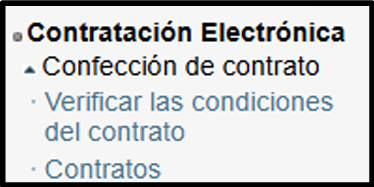 Contratación Electrónica
Confección de contrato
· Verificar las condiciones
del contrato
· Contratos